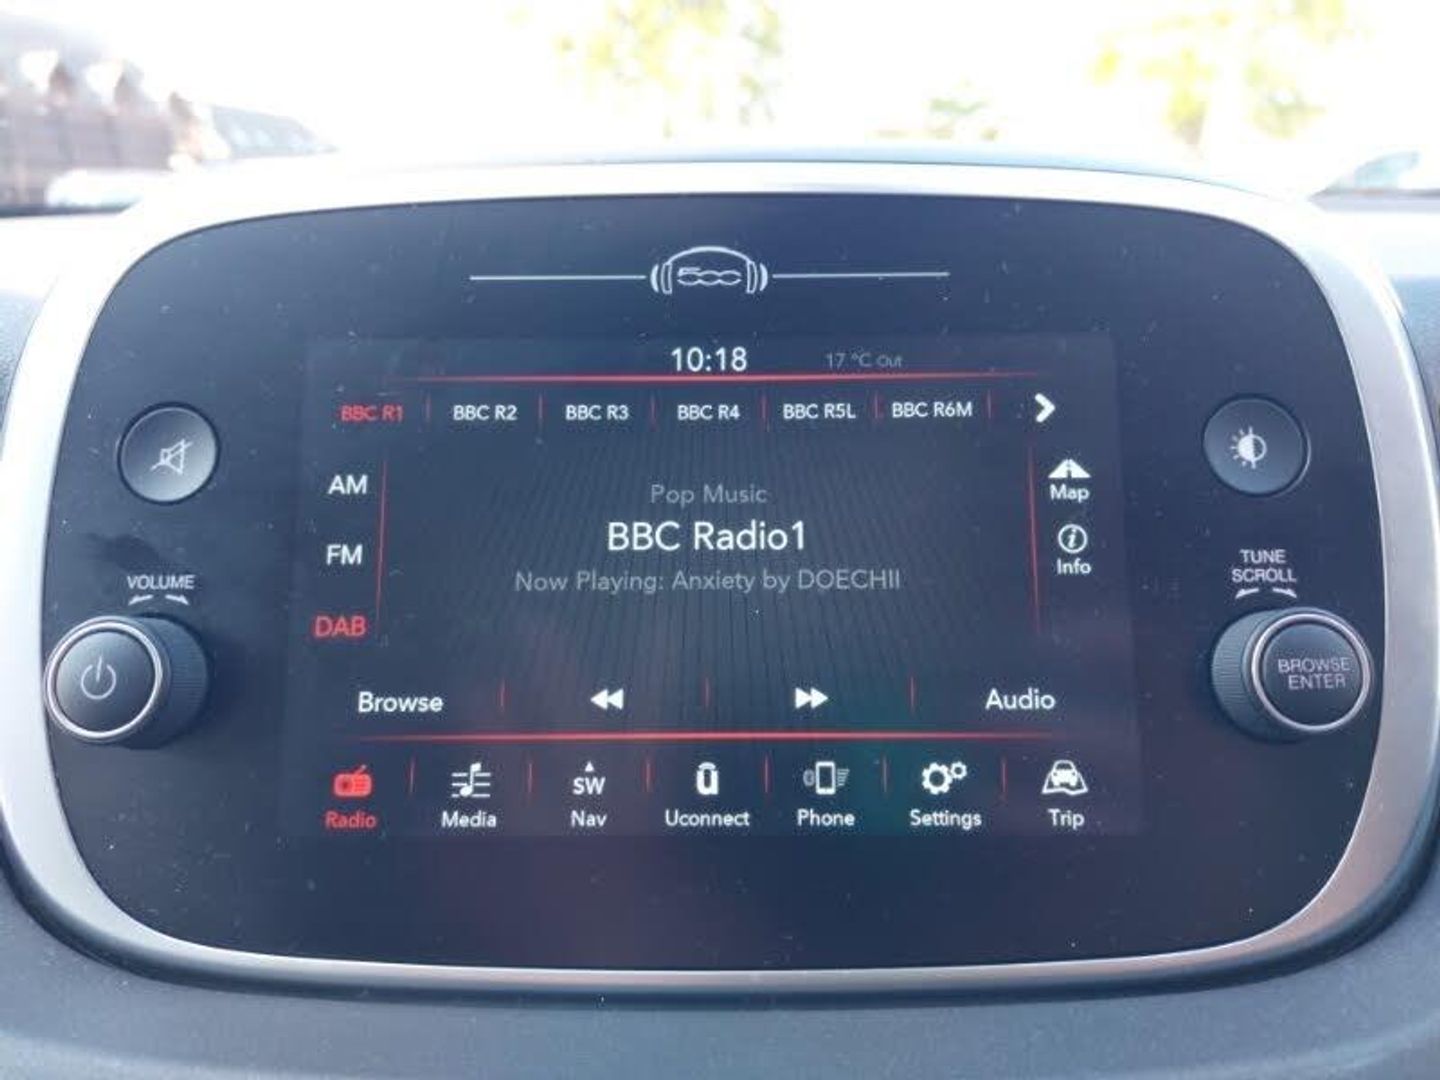 500
10:18 17 °C Out
BBC R1 BBC R2 BBC R3 BBC R4 BBC R5L BBC R6M
AM
FM
DAB
Pop Music
BBC Radio1
Now Playing: Anxiety by DOECHII
Map
Info
VOLUME
TUNE
SCROLL
BROWSE
ENTER
Browse Audio
SW
Radio Media Nav Uconnect Phone Settings Trip